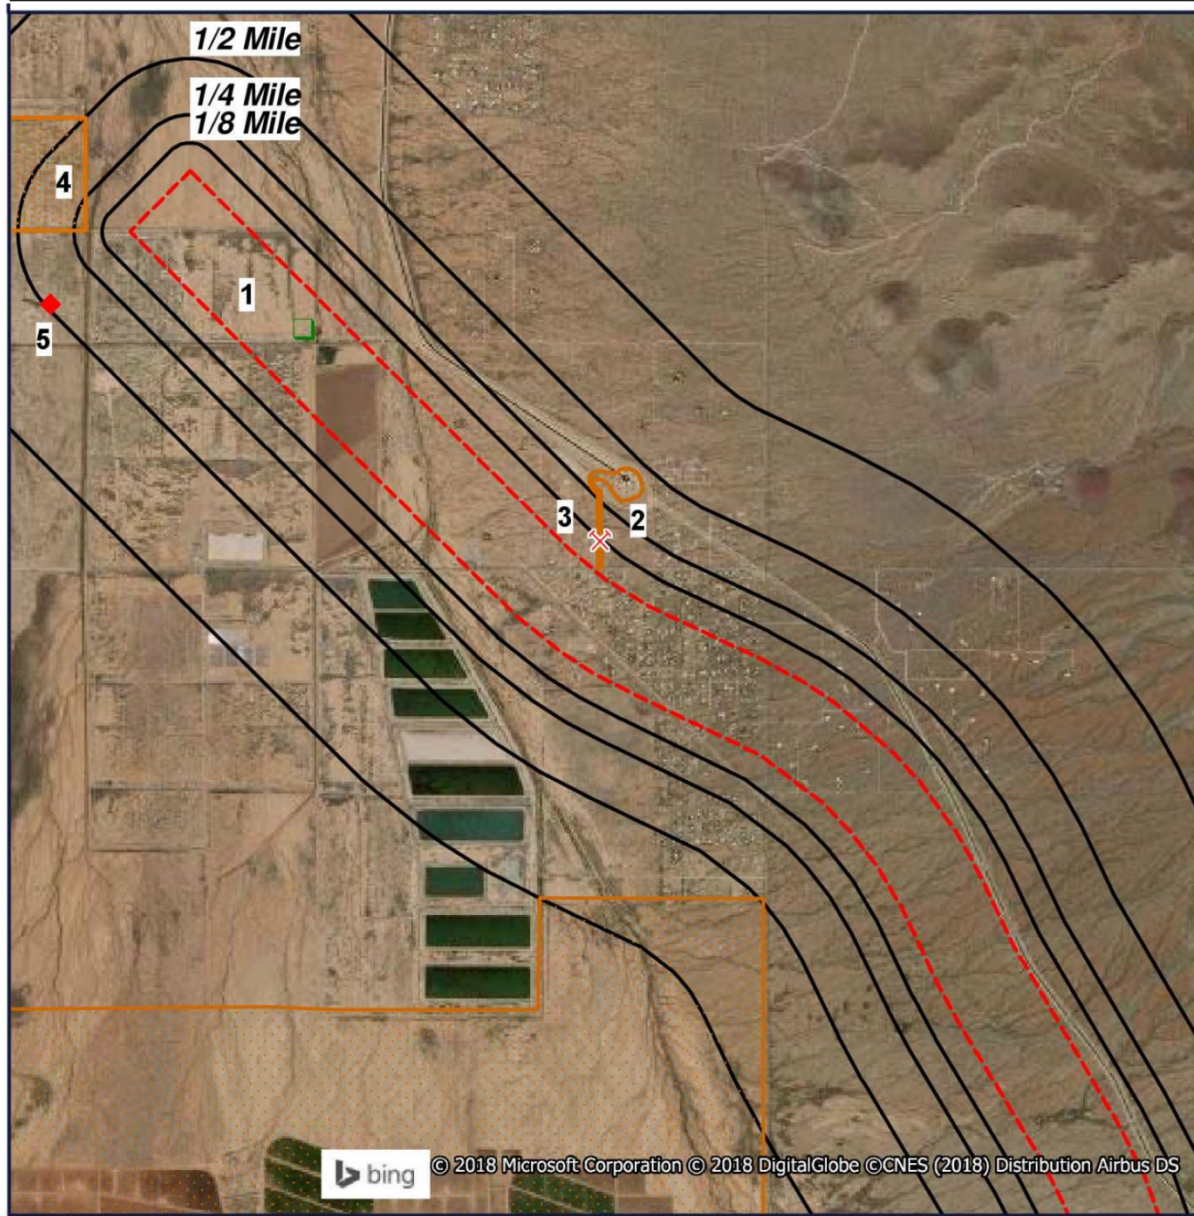 1/2 Mile
1/4 Mile
1/8 Mile
4
1
5
3
2
bing
© 2018 Microsoft Corporation © 2018 DigitalGlobe ©CNES (2018) Distribution Airbus DS